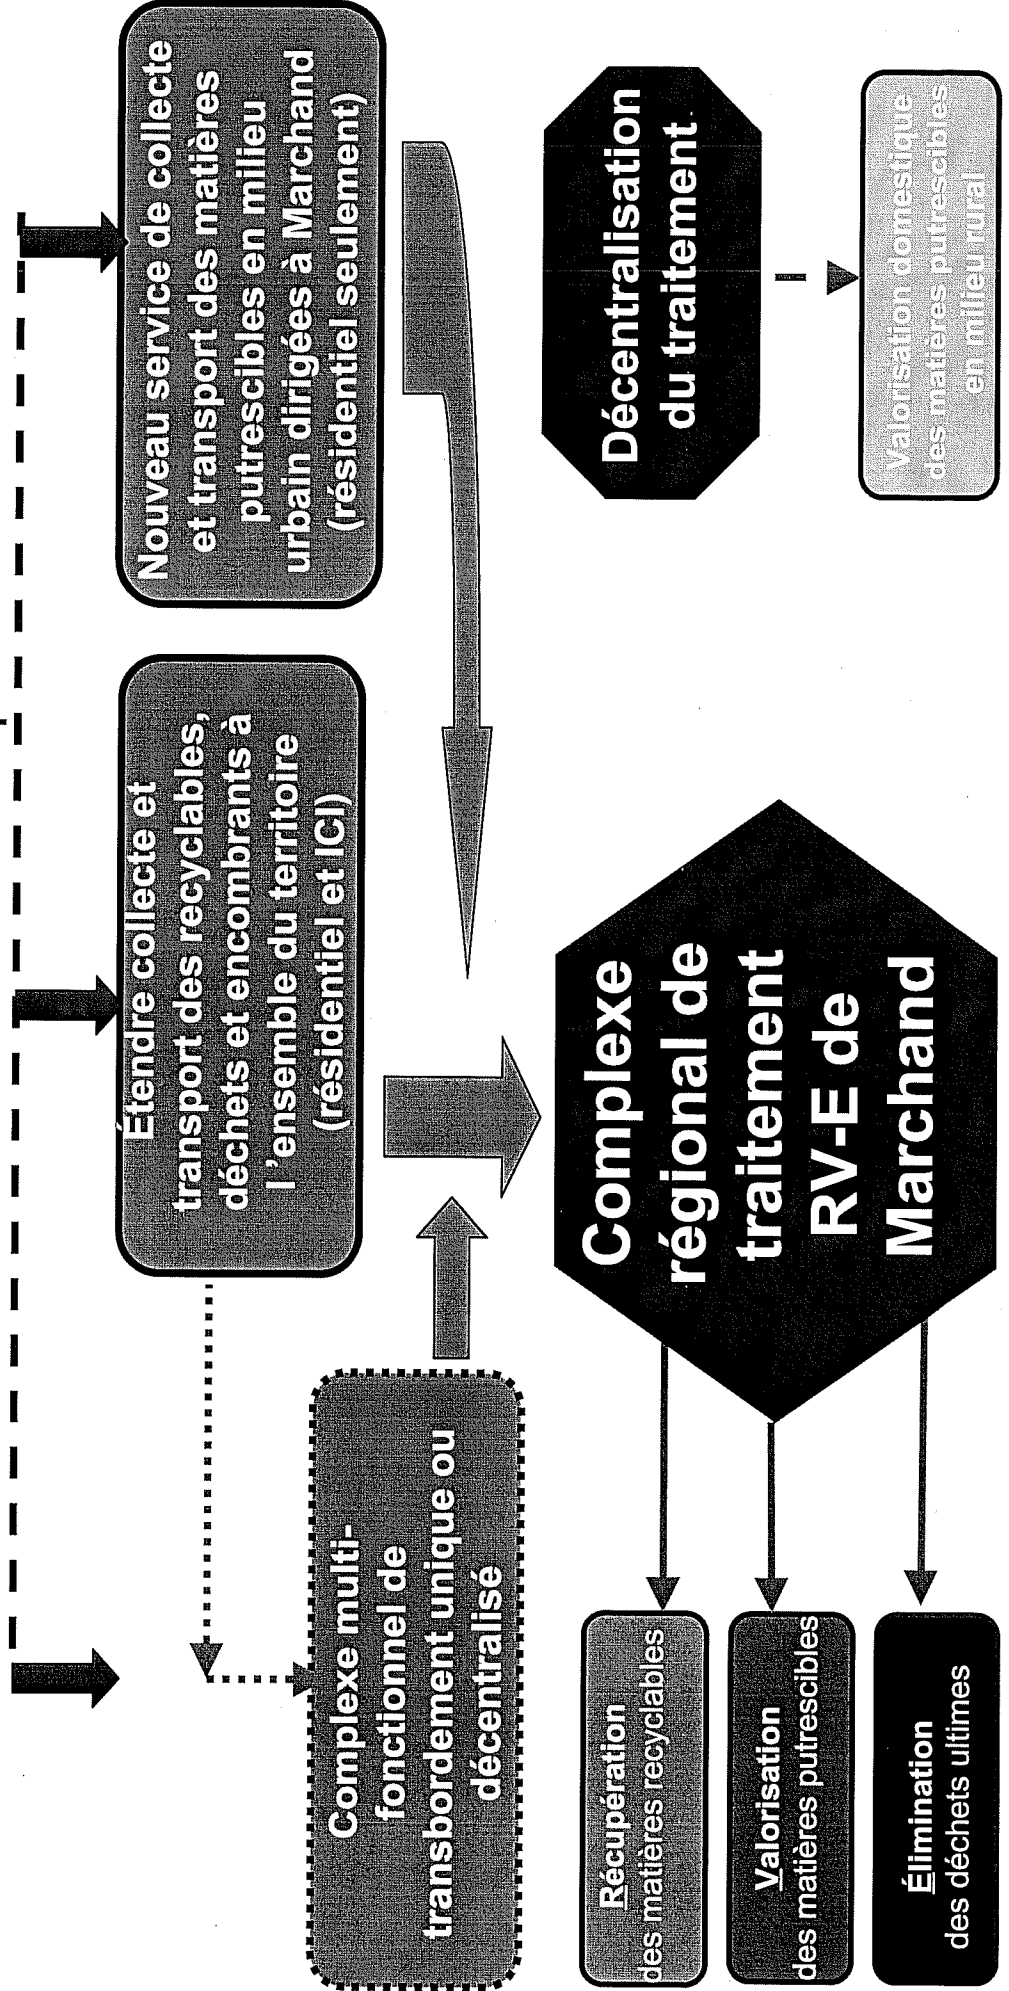 Nouveau service de collecte
et transport des matières
putrescibles en milieu
urbain dirigées à Marchand
(résidentiel seulement)
Étendre collecte et
transport des recyclables,
déchets et encombrants à
l'ensemble du territoire
(résidentiel et ICI)
Complexe multi-
fonctionnel de
transbordement unique ou
décentralisé
Décentralisation
du traitement
Valorisation domestique
des matières putrescibles
en milieu rural
Complexe
régional de
traitement
RV-E de
Marchand
Récupération
des matières recyclables
Valorisation
des matières putrescibles
Élimination
des déchets ultimes